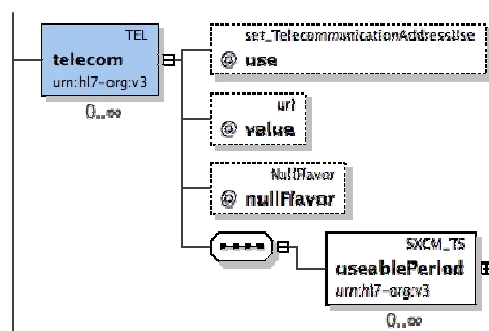 TEL
telecom
urn:hl7-org:v3
0..∞
set_TelecommunicationAddressUse
@ use
url
@ value
NullFlavor
@ nullFlavor
SXCM_TS
useablePeriod
urn:hl7-org:v3
0..∞